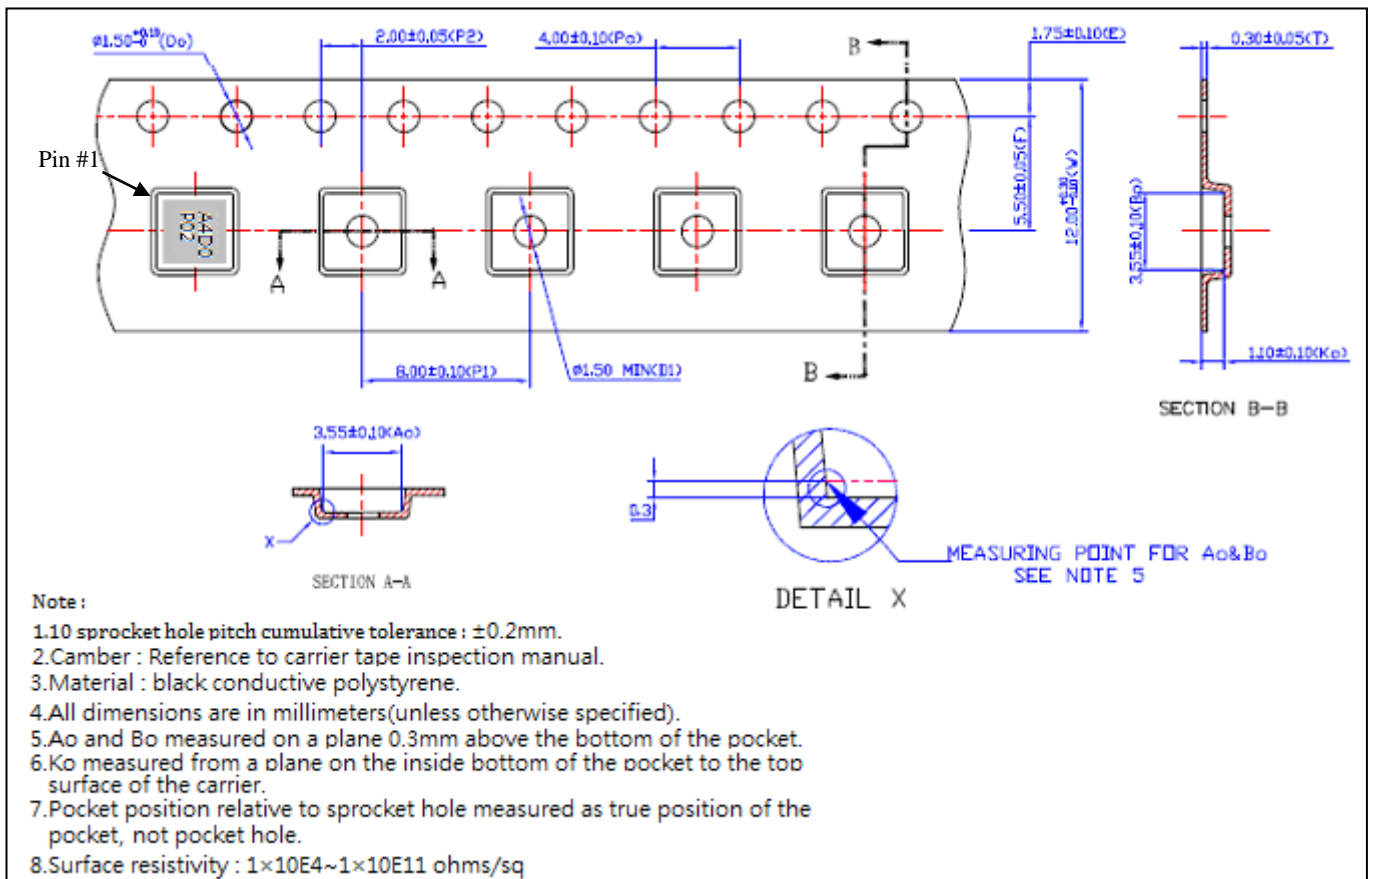 ø1.50+0.10-0(Do)
2.00±0.05(P2)
4.00±0.10(Po)
B
1.75±0.10(E)
0.30±0.05(T)
Pin #1
A4D0
P02
A
A
5.50±0.05(F)
12.00+0.30(W)
3.55±0.10(Bo)
8.00±0.10(P1)
ø1.50 MIN(D1)
B
1.10±0.10(Ko)
SECTION B-B
3.55±0.10(Ao)
X
SECTION A-A
0.3
MEASURING POINT FOR Ao&Bo
SEE NOTE 5
DETAIL X
Note :
1.10 sprocket hole pitch cumulative tolerance : ±0.2mm.
2.Camber : Reference to carrier tape inspection manual.
3.Material : black conductive polystyrene.
4.All dimensions are in millimeters(unless otherwise specified).
5.Ao and Bo measured on a plane 0.3mm above the bottom of the pocket.
6.Ko measured from a plane on the inside bottom of the pocket to the top
surface of the carrier.
7.Pocket position relative to sprocket hole measured as true position of the
pocket, not pocket hole.
8.Surface resistivity : 1×10E4~1×10E11 ohms/sq